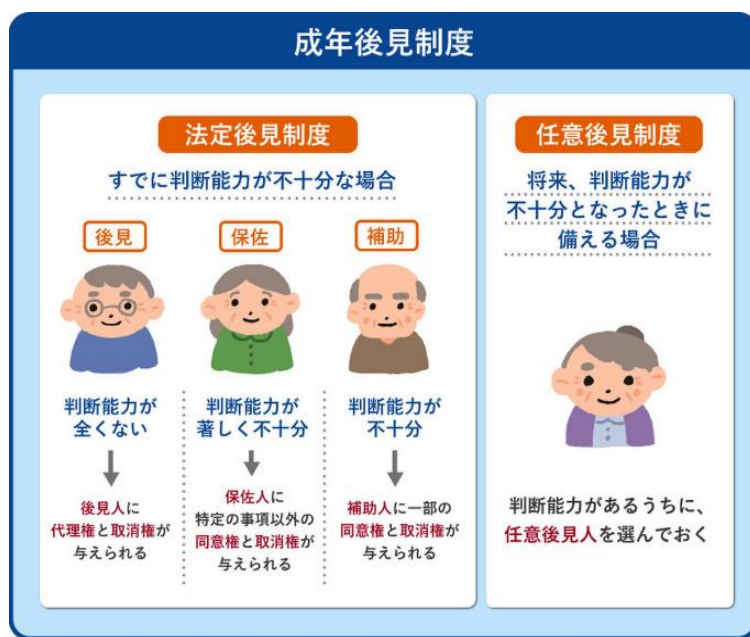 成年後見制度
法定後見制度
すでに判断能力が不十分な場合
後見
判断能力が
全くない
後見人に
代理権と取消権が
与えられる
保佐
判断能力が
著しく不十分
保佐人に
特定の事項以外の
同意権と取消権が
与えられる
補助
判断能力が
不十分
補助人に一部の
同意権と取消権が
与えられる
任意後見制度
将来、判断能力が
不十分となったときに
備える場合
判断能力があるうちに、
任意後見人を選んでおく